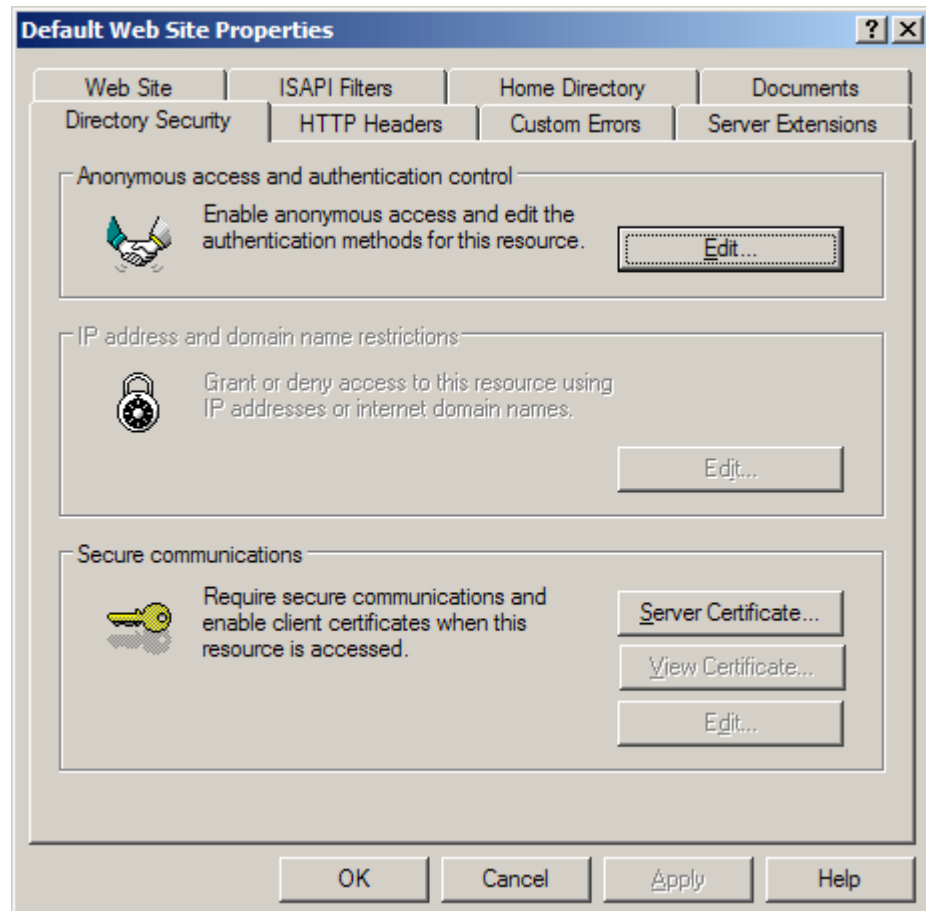 Default Web Site Properties
Web Site
ISAPI Filters
Home Directory
Documents
Directory Security
HTTP Headers
Custom Errors
Server Extensions
Anonymous access and authentication control
Enable anonymous access and edit the
authentication methods for this resource.
Edit...
IP address and domain name restrictions
Grant or deny access to this resource using
IP addresses or internet domain names.
Edit...
Secure communications
Require secure communications and
enable client certificates when this
resource is accessed.
Server Certificate...
View Certificate...
Edit...
OK
Cancel
Apply
Help